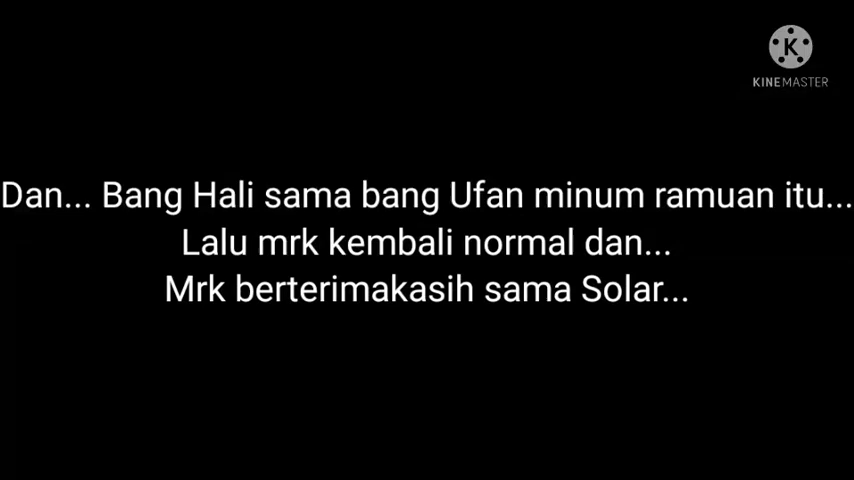 K
KINEMASTER
Dan... Bang Hali sama bang Ufan minum ramuan itu...
Lalu mrk kembali normal dan...
Mrk berterimakasih sama Solar...